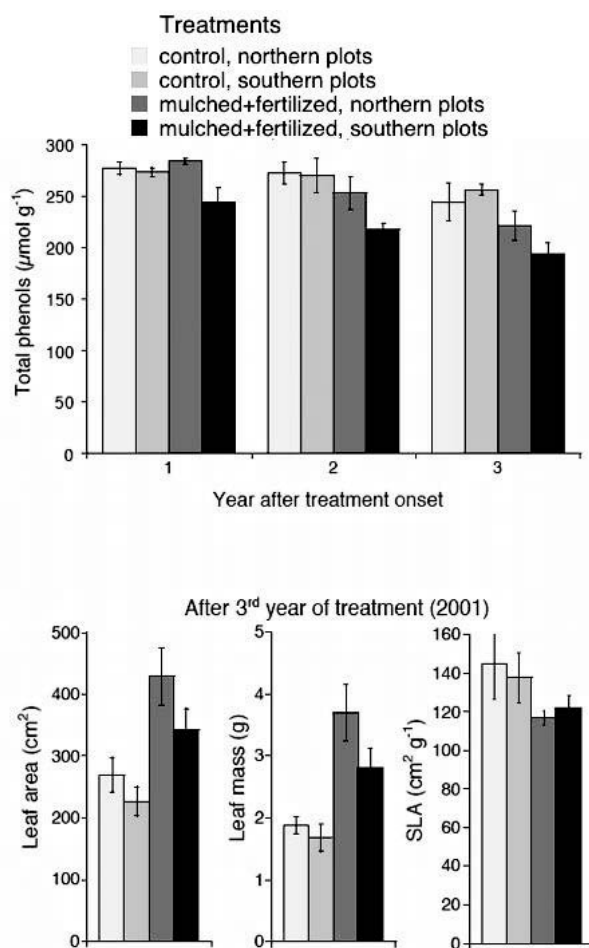 Treatments
control, northern plots
control, southern plots
mulched+fertilized, northern plots
mulched+fertilized, southern plots
Total phenols (µmol g⁻¹)
300
250
200
150
100
50
0
1 2 3
Year after treatment onset
After 3rd year of treatment (2001)
Leaf area (cm²)
500
400
300
200
100
0
Leaf mass (g)
5
4
3
2
1
0
SLA (cm² g⁻¹)
160
140
120
100
80
60
40
20
0